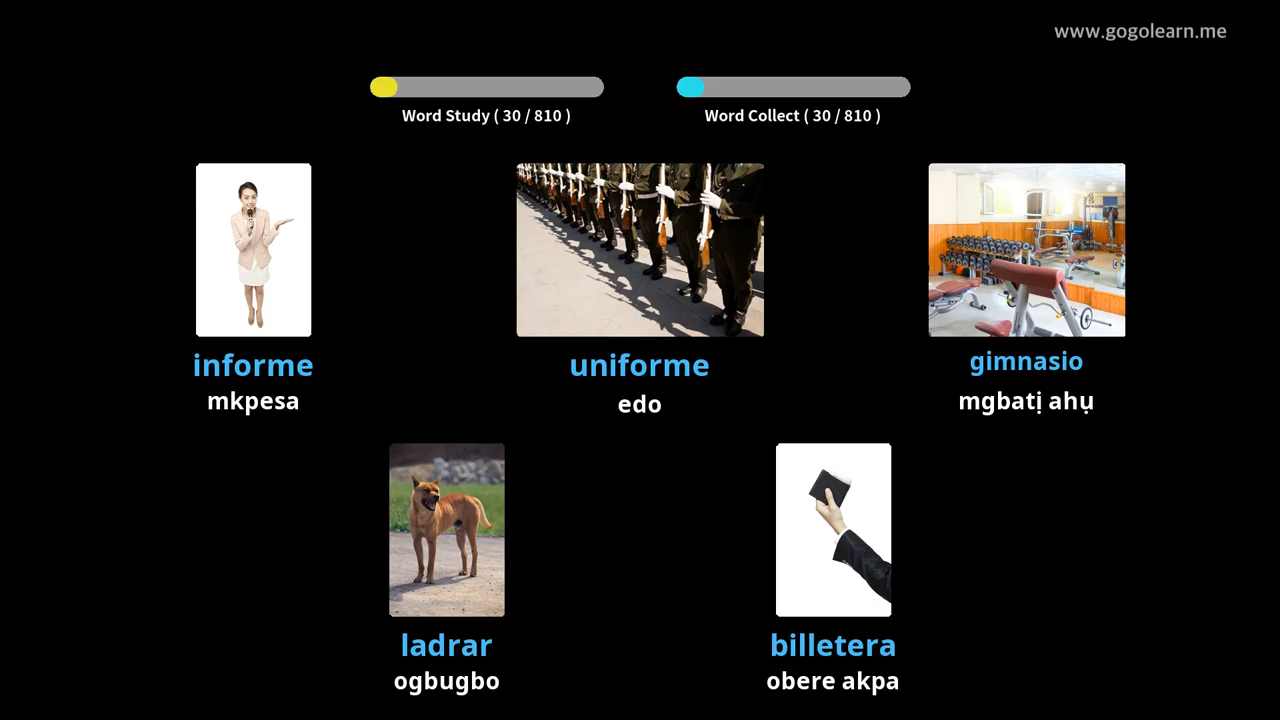 www.gogolearn.me
Word Study ( 30 / 810 )
Word Collect ( 30 / 810 )
informe
mkpesa
uniforme
edo
gimnasio
mgbatị ahụ
ladrar
ogbugbo
billetera
obere akpa